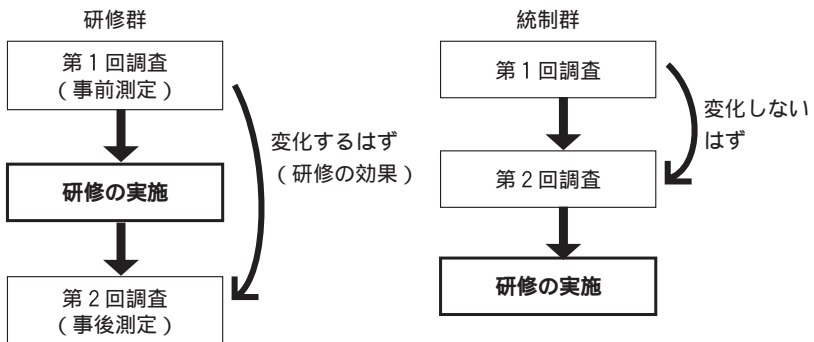 研修群
第１回調査
（事前測定）
変化するはず
（研修の効果）
研修の実施
第２回調査
（事後測定）
統制群
第１回調査
変化しない
はず
第２回調査
研修の実施